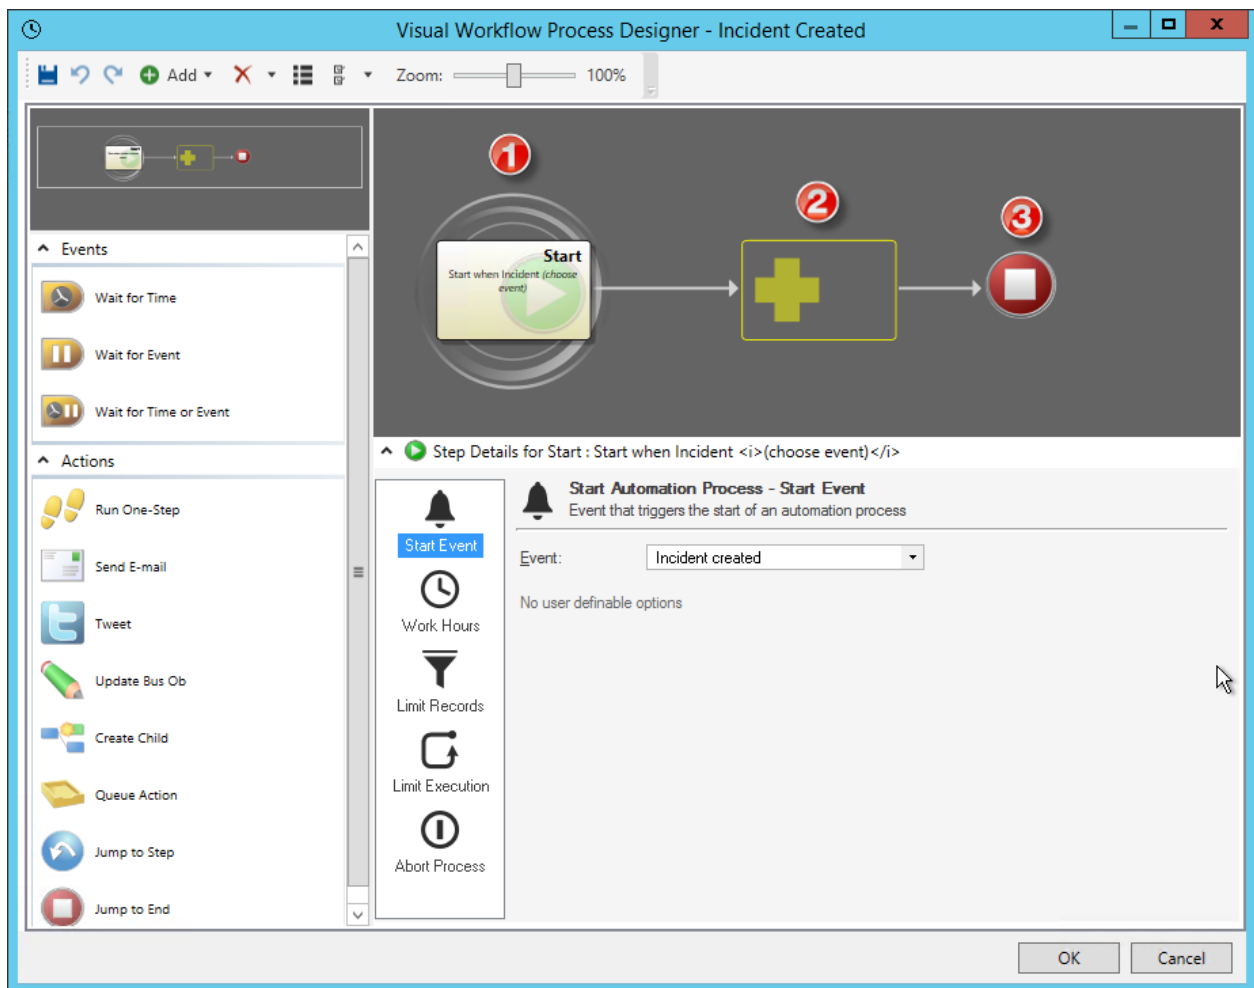 Visual Workflow Process Designer - Incident Created
Add
Zoom:
100%
1
2
3
Start
Start when Incident (choose
event)
Events
Wait for Time
Wait for Event
Wait for Time or Event
Actions
Run One-Step
Send E-mail
Tweet
Update Bus Ob
Create Child
Queue Action
Jump to Step
Jump to End
Step Details for Start : Start when Incident <i>(choose event)</i>
Start Event
Work Hours
Limit Records
Limit Execution
Abort Process
Start Automation Process - Start Event
Event that triggers the start of an automation process
Event:
Incident created
No user definable options
OK
Cancel